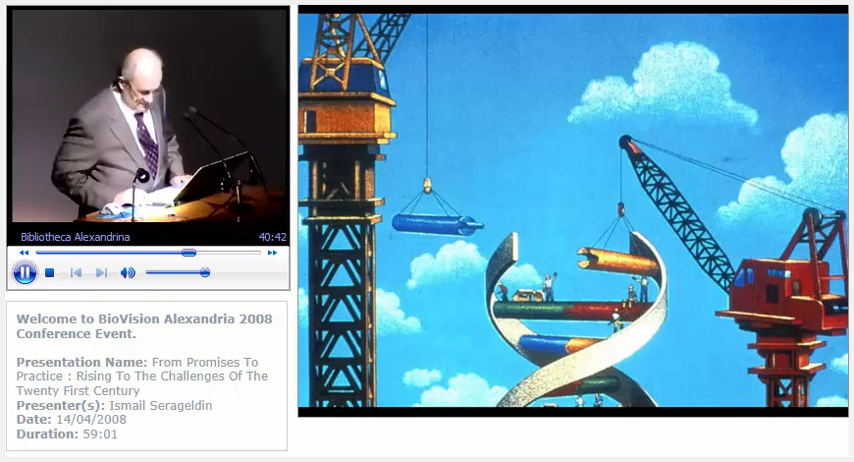 Bibliotheca Alexandrina 40:42
Welcome to BioVision Alexandria 2008
Conference Event.
Presentation Name: From Promises To
Practice : Rising To The Challenges Of The
Twenty First Century
Presenter(s): Ismail Serageldin
Date: 14/04/2008
Duration: 59:01